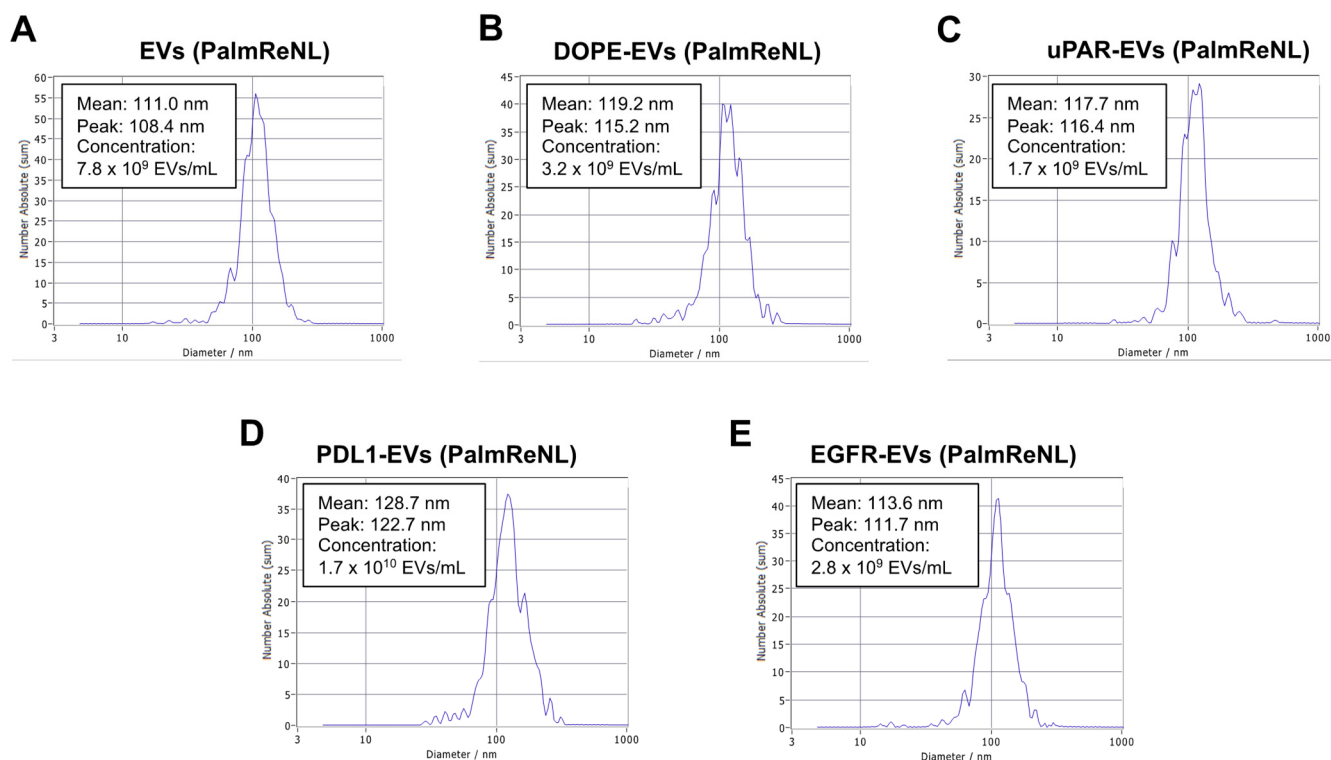 A
EVs (PalmReNL)
Mean: 111.0 nm
Peak: 108.4 nm
Concentration:
7.8 x 10⁹ EVs/mL
Number Absolute (sum)
60
55
50
45
40
35
30
25
20
15
10
5
0
3 10 100 1000
Diameter / nm
B
DOPE-EVs (PalmReNL)
Mean: 119.2 nm
Peak: 115.2 nm
Concentration:
3.2 x 10⁹ EVs/mL
Number Absolute (sum)
45
40
35
30
25
20
15
10
5
0
3 10 100 1000
Diameter / nm
C
uPAR-EVs (PalmReNL)
Mean: 117.7 nm
Peak: 116.4 nm
Concentration:
1.7 x 10⁹ EVs/mL
Number Absolute (sum)
30
25
20
15
10
5
0
3 10 100 1000
Diameter / nm
D
PDL1-EVs (PalmReNL)
Mean: 128.7 nm
Peak: 122.7 nm
Concentration:
1.7 x 10¹⁰ EVs/mL
Number Absolute (sum)
40
35
30
25
20
15
10
5
0
3 10 100 1000
Diameter / nm
E
EGFR-EVs (PalmReNL)
Mean: 113.6 nm
Peak: 111.7 nm
Concentration:
2.8 x 10⁹ EVs/mL
Number Absolute (sum)
45
40
35
30
25
20
15
10
5
0
3 10 100 1000
Diameter / nm